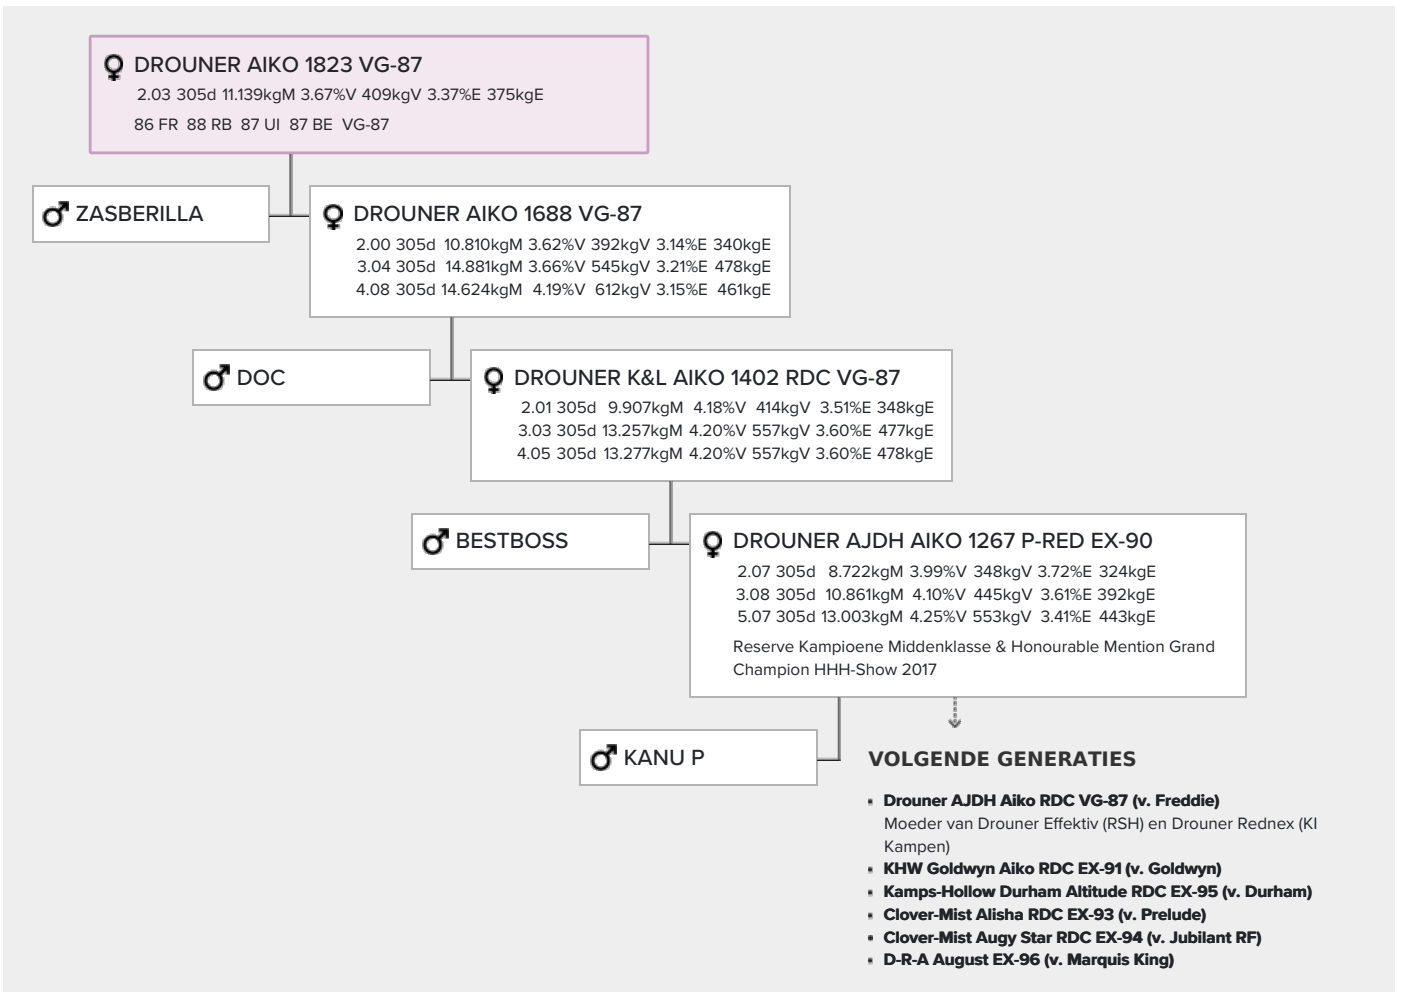 DROUNER AIKO 1823 VG-87
2.03 305d 11.139kgM 3.67%V 409kgV 3.37%E 375kgE
86 FR 88 RB 87 UI 87 BE VG-87
ZASBERILLA
DROUNER AIKO 1688 VG-87
2.00 305d 10.810kgM 3.62%V 392kgV 3.14%E 340kgE
3.04 305d 14.881kgM 3.66%V 545kgV 3.21%E 478kgE
4.08 305d 14.624kgM 4.19%V 612kgV 3.15%E 461kgE
DOC
DROUNER K&L AIKO 1402 RDC VG-87
2.01 305d 9.907kgM 4.18%V 414kgV 3.51%E 348kgE
3.03 305d 13.257kgM 4.20%V 557kgV 3.60%E 477kgE
4.05 305d 13.277kgM 4.20%V 557kgV 3.60%E 478kgE
BESTBOSS
DROUNER AJDH AIKO 1267 P-RED EX-90
2.07 305d 8.722kgM 3.99%V 348kgV 3.72%E 324kgE
3.08 305d 10.861kgM 4.10%V 445kgV 3.61%E 392kgE
5.07 305d 13.003kgM 4.25%V 553kgV 3.41%E 443kgE
Reserve Kampioene Middenklasse & Honourable Mention Grand
Champion HHH-Show 2017
KANU P
VOLGENDE GENERATIES
Drouner AJDH Aiko RDC VG-87 (v. Freddie)
Moeder van Drouner Effektiv (RSH) en Drouner Rednex (KI
Kampen)
KHW Goldwyn Aiko RDC EX-91 (v. Goldwyn)
Kamps-Hollow Durham Altitude RDC EX-95 (v. Durham)
Clover-Mist Alisha RDC EX-93 (v. Prelude)
Clover-Mist Augy Star RDC EX-94 (v. Jubilant RF)
D-R-A August EX-96 (v. Marquis King)